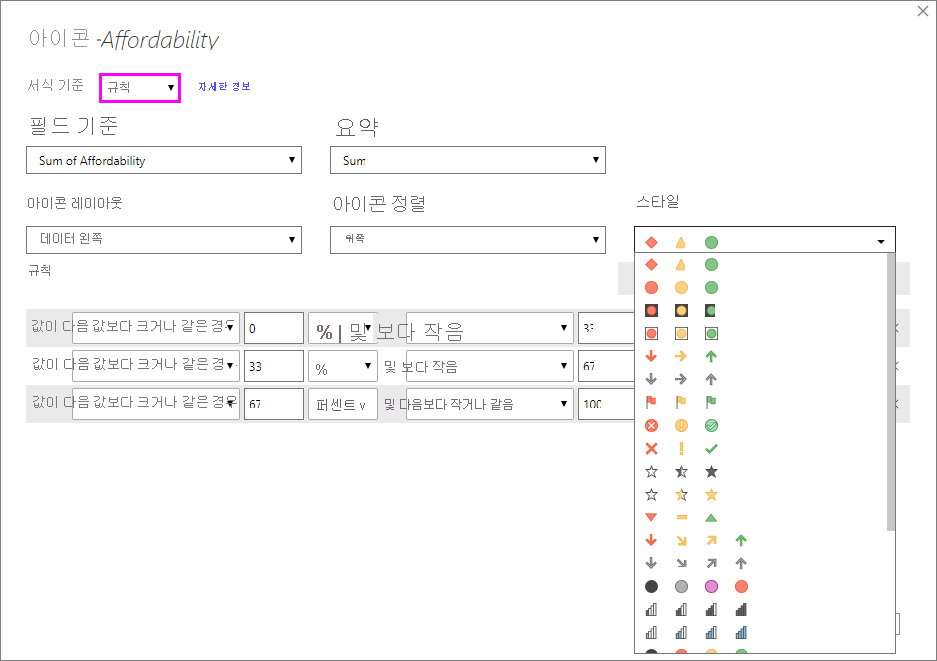 아이콘 -Affordability
서식 기준 규칙 자세한 정보
필드 기준 요약
Sum of Affordability Sum
아이콘 레이아웃 아이콘 정렬 스타일
데이터 왼쪽 위쪽
규칙
값이 다음 값보다 크거나 같은 경우 0 % | 및 보다 작음
값이 다음 값보다 크거나 같은 경우 33 % 및 보다 작음 67
값이 다음 값보다 크거나 같은 경우 67 퍼센트 v 및 다음보다 작거나 같음 100